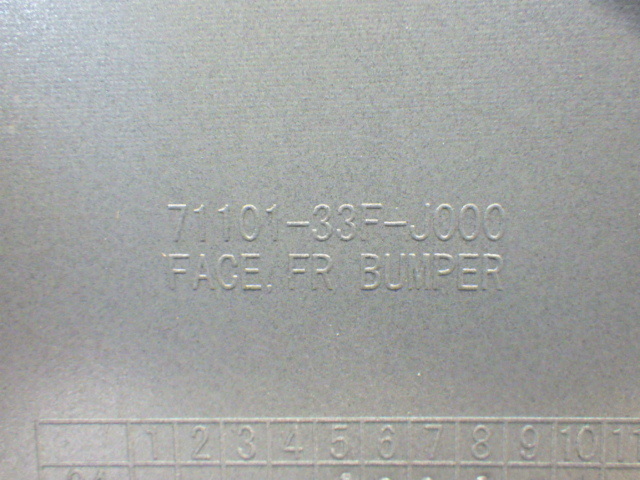 71101-33F-J000
FACE, FR BUMPER
1 2 3 4 5 6 7 8 9 10 11